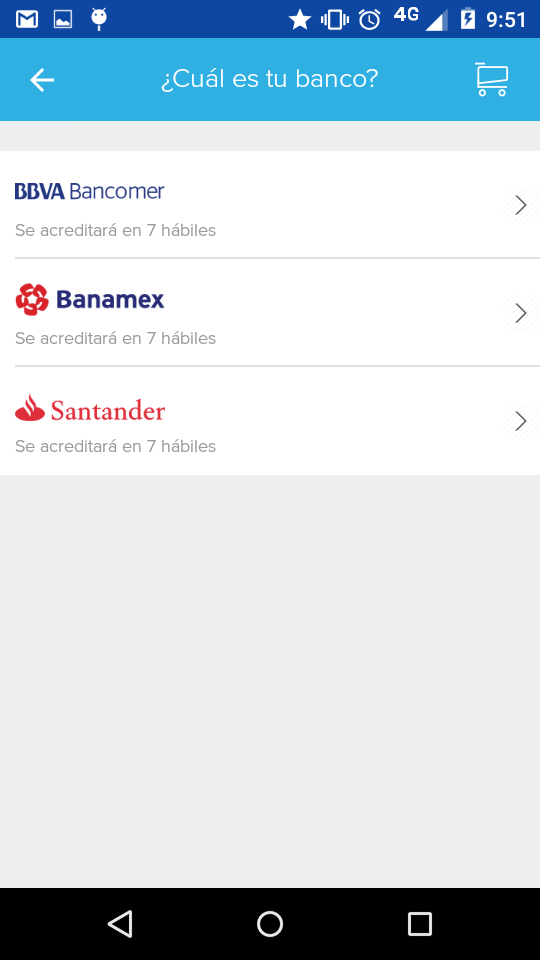 4G 9:51
¿Cuál es tu banco?
BBVA Bancomer
Se acreditará en 7 hábiles
Banamex
Se acreditará en 7 hábiles
Santander
Se acreditará en 7 hábiles